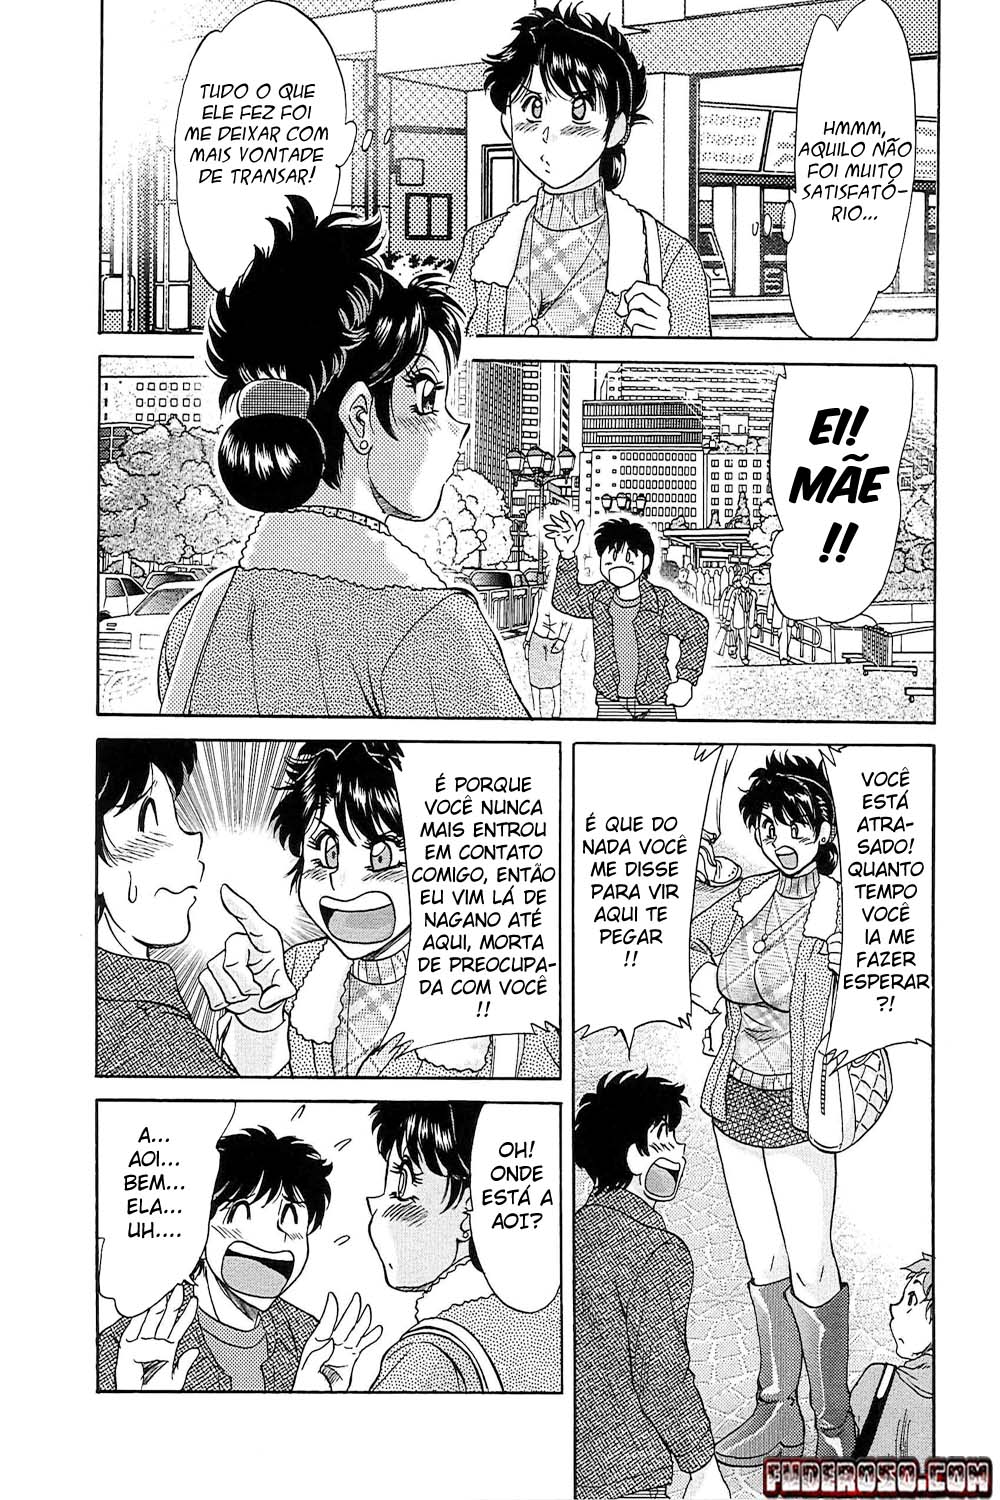 HMMM,
AQUILO NÃO
FOI MUITO
SATISFATÓ-
RIO...
TUDO O QUE
ELE FEZ FOI
ME DEIXAR COM
MAIS VONTADE
DE TRANSAR!
EI!
MÃE
!!
VOCÊ
ESTÁ
ATRA-
SADO!
QUANTO
TEMPO
VOCÊ
IA ME
FAZER
ESPERAR
?!
É QUE DO
NADA VOCÊ
ME DISSE
PARA VIR
AQUI TE
PEGAR
!!
É PORQUE
VOCÊ NUNCA
MAIS ENTROU
EM CONTATO
COMIGO, ENTÃO
EU VIM LÁ DE
NAGANO ATÉ
AQUI, MORTA
DE PREOCUPA-
DA COM VOCÊ
!!
OH!
ONDE
ESTÁ A
AOI?
A...
AOI...
BEM...
ELA...
UH....
FUDEROSO.COM